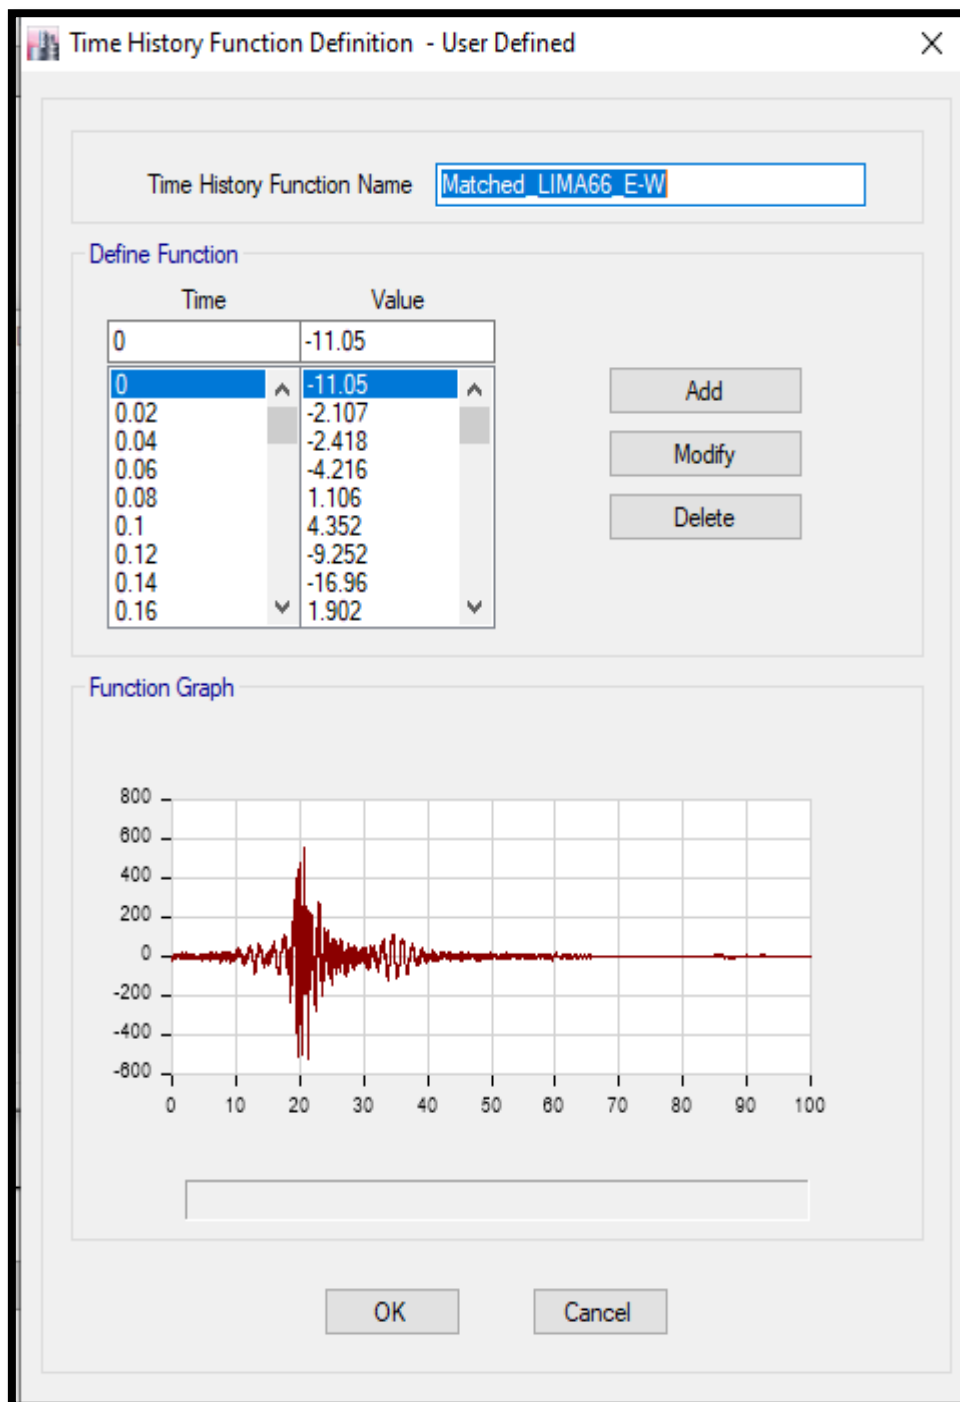 Time History Function Definition - User Defined
Time History Function Name Matched_LIMA66_E-W
Define Function
Time Value
0 -11.05
0 -11.05
0.02 -2.107
0.04 -2.418
0.06 -4.216
0.08 1.106
0.1 4.352
0.12 -9.252
0.14 -16.96
0.16 1.902
Add
Modify
Delete
Function Graph
800
600
400
200
0
-200
-400
-600
0 10 20 30 40 50 60 70 80 90 100
OK Cancel